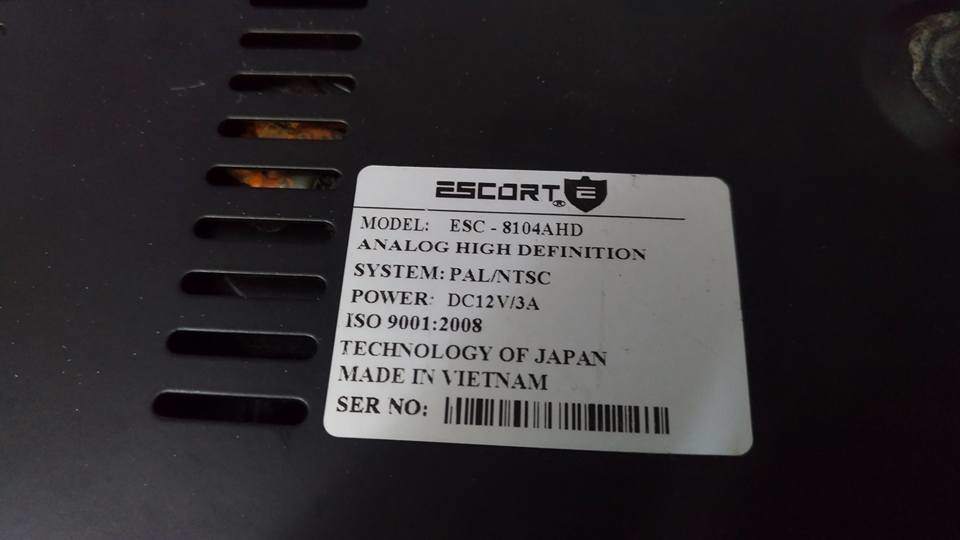 ESCORT® E
MODEL: ESC - 8104AHD
ANALOG HIGH DEFINITION
SYSTEM: PAL/NTSC
POWER: DC12V/3A
ISO 9001:2008
TECHNOLOGY OF JAPAN
MADE IN VIETNAM
SER NO: